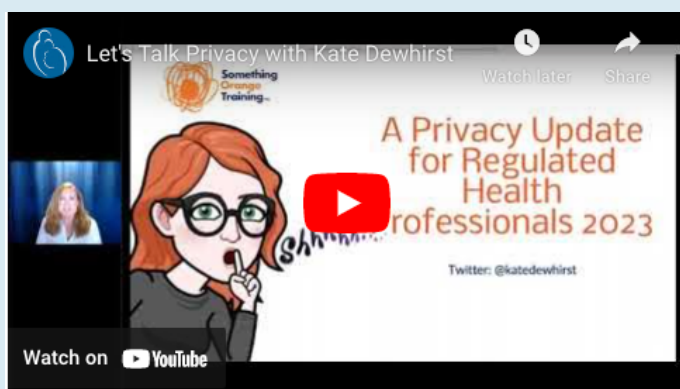 Let's Talk Privacy with Kate Dewhirst
Watch later
Share
Something
Orange
Training
A Privacy Update
for Regulated
Health
rofessionals 2023
Shhhhh...
Twitter: @katedewhirst
Watch on YouTube